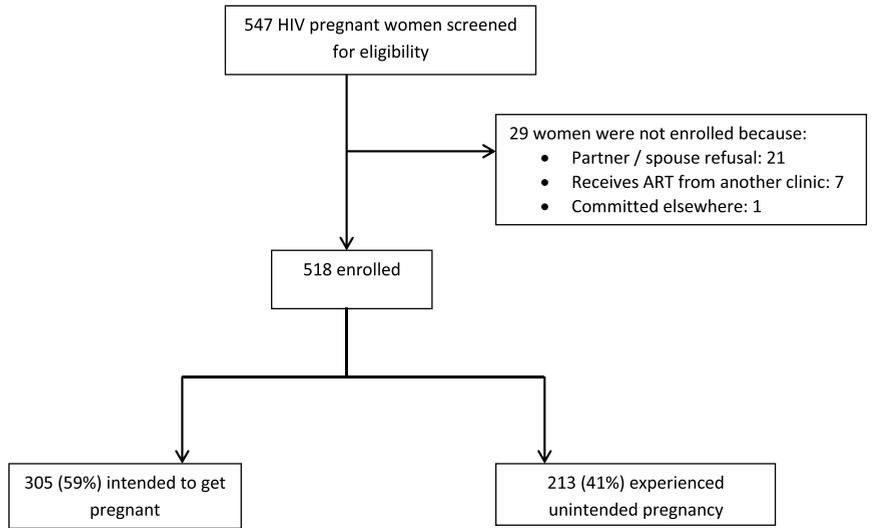 547 HIV pregnant women screened
for eligibility
29 women were not enrolled because:
• Partner / spouse refusal: 21
• Receives ART from another clinic: 7
• Committed elsewhere: 1
518 enrolled
305 (59%) intended to get
pregnant
213 (41%) experienced
unintended pregnancy